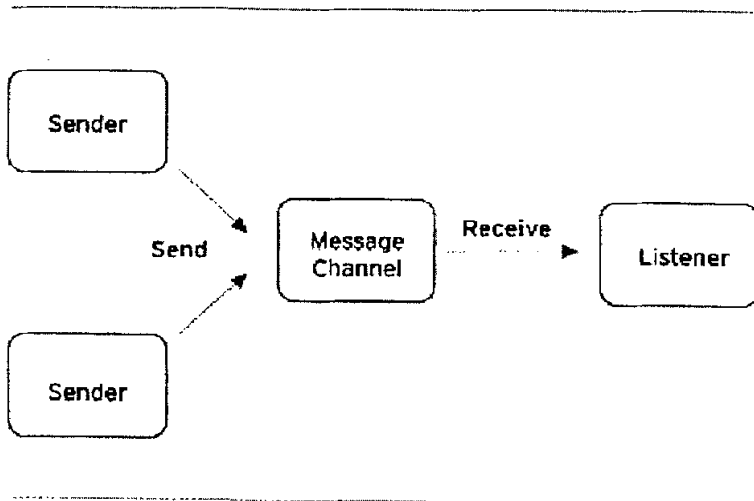 Sender
Send
Message
Channel
Receive
Listener
Sender